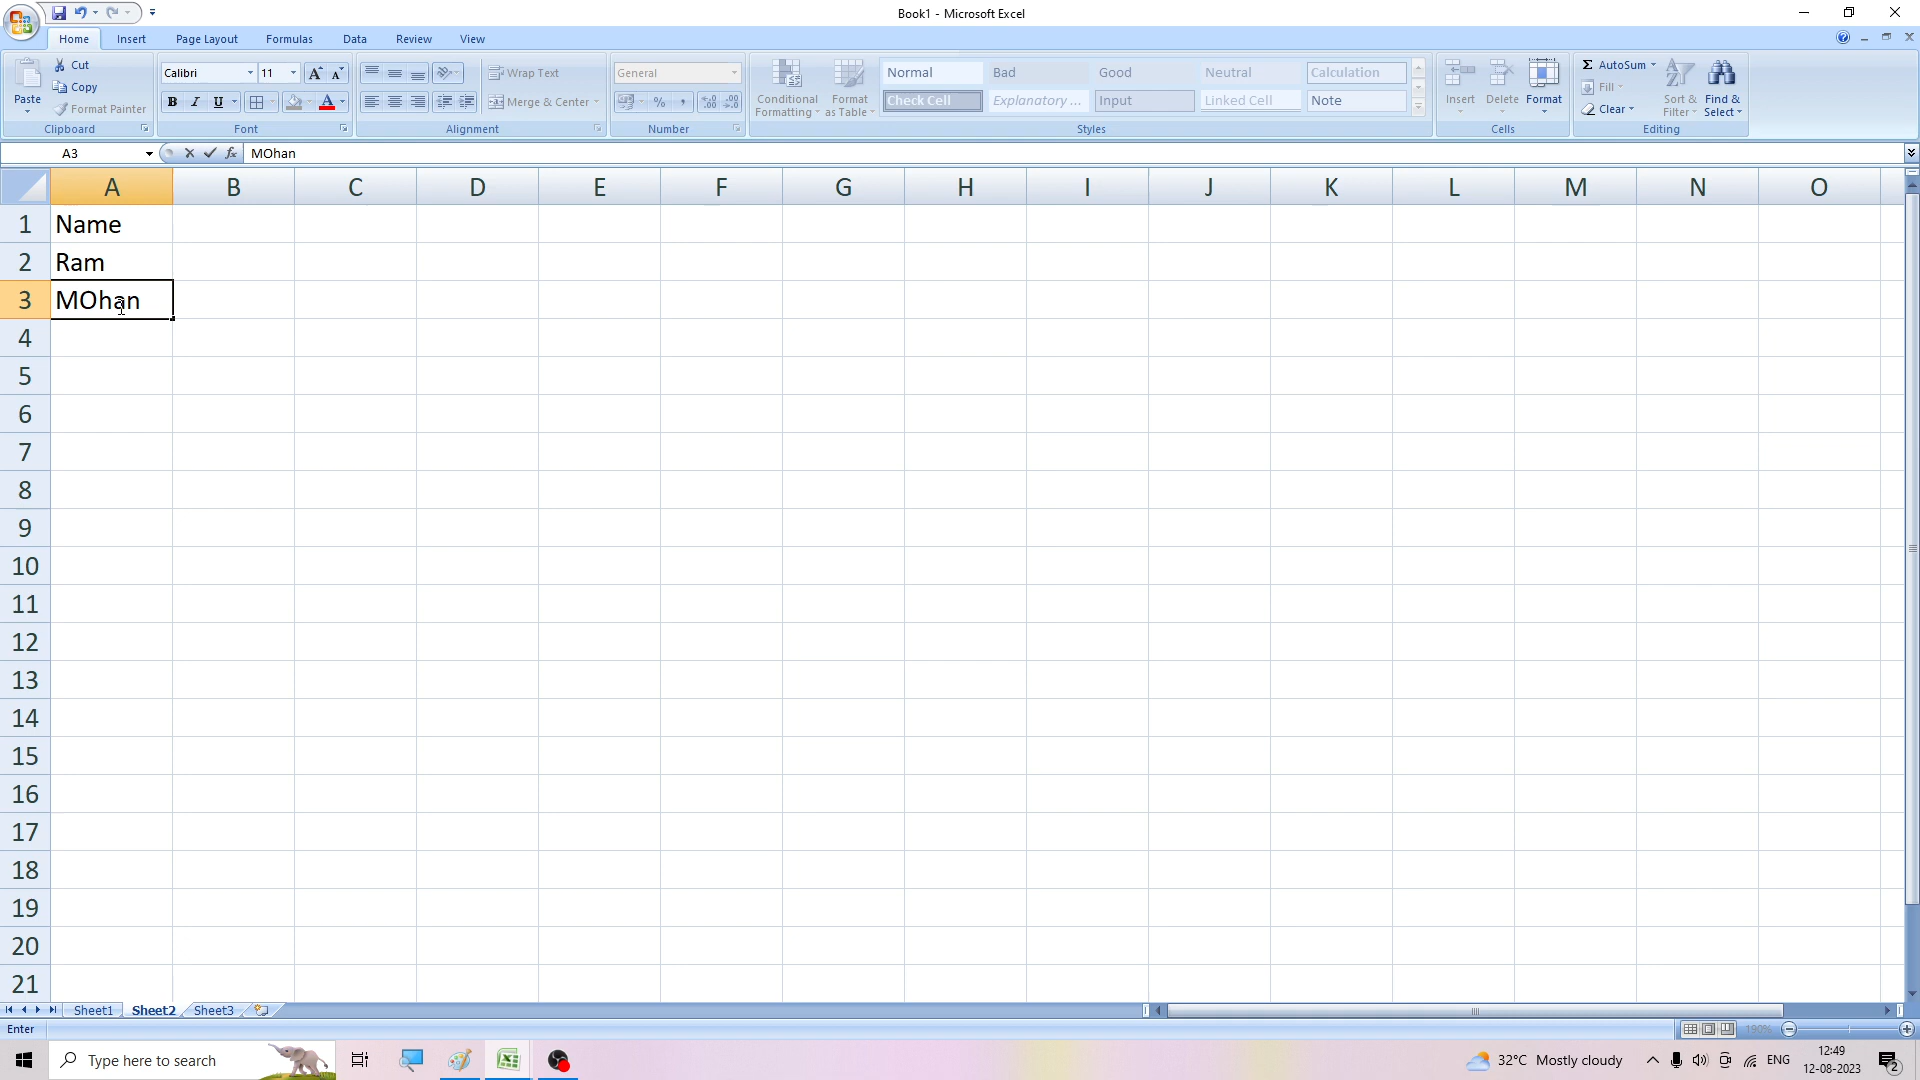 Book1 - Microsoft Excel
Home Insert Page Layout Formulas Data Review View
Paste
Cut
Copy
Format Painter
Clipboard
Calibri 11
B I U
Font
Wrap Text
Merge & Center
Alignment
General
Number
Conditional Formatting
Format as Table
Normal Bad Good Neutral Calculation
Check Cell Explanatory ... Input Linked Cell Note
Styles
Insert Delete Format
Cells
Σ AutoSum
Fill
Clear
Sort & Filter
Find & Select
Editing
A3 fx MOhan
A B C D E F G H I J K L M N O
1 Name
2 Ram
3 MOhan
4
5
6
7
8
9
10
11
12
13
14
15
16
17
18
19
20
21
Sheet1 Sheet2 Sheet3
Enter 190%
Type here to search
32°C Mostly cloudy ENG
12:49
12-08-2023
2